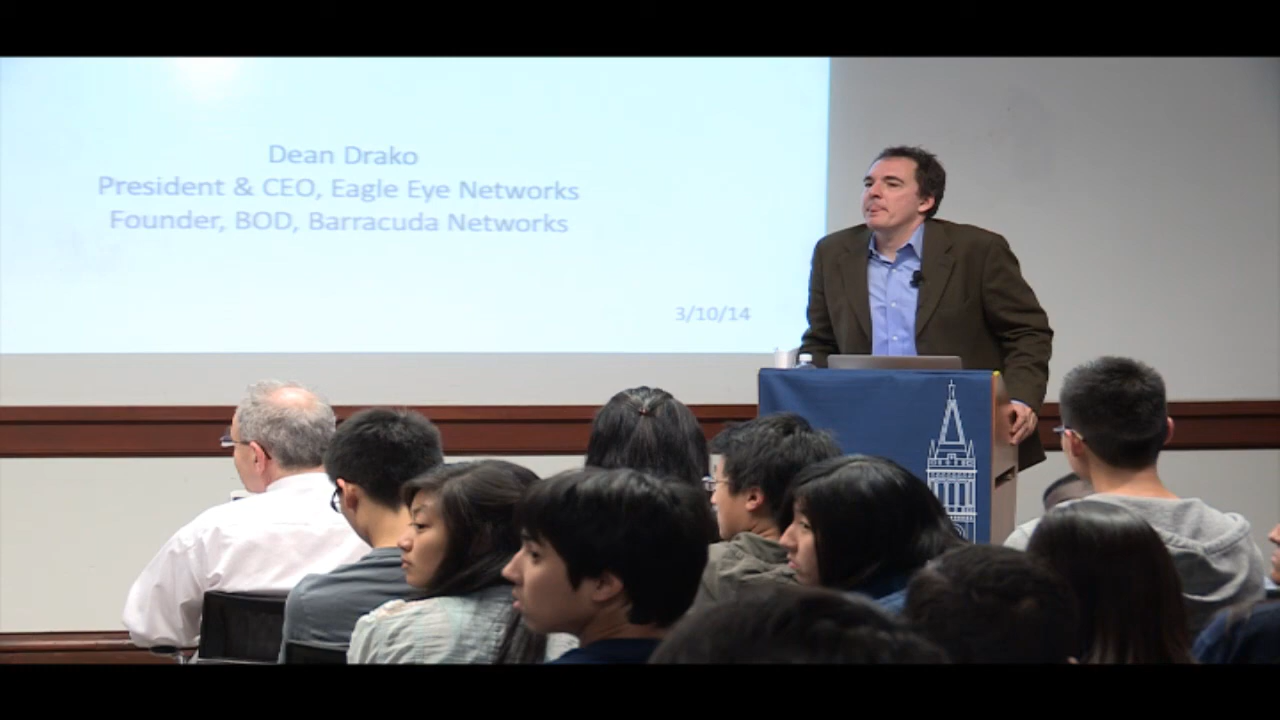 Dean Drako
President & CEO, Eagle Eye Networks
Founder, BOD, Barracuda Networks
3/10/14